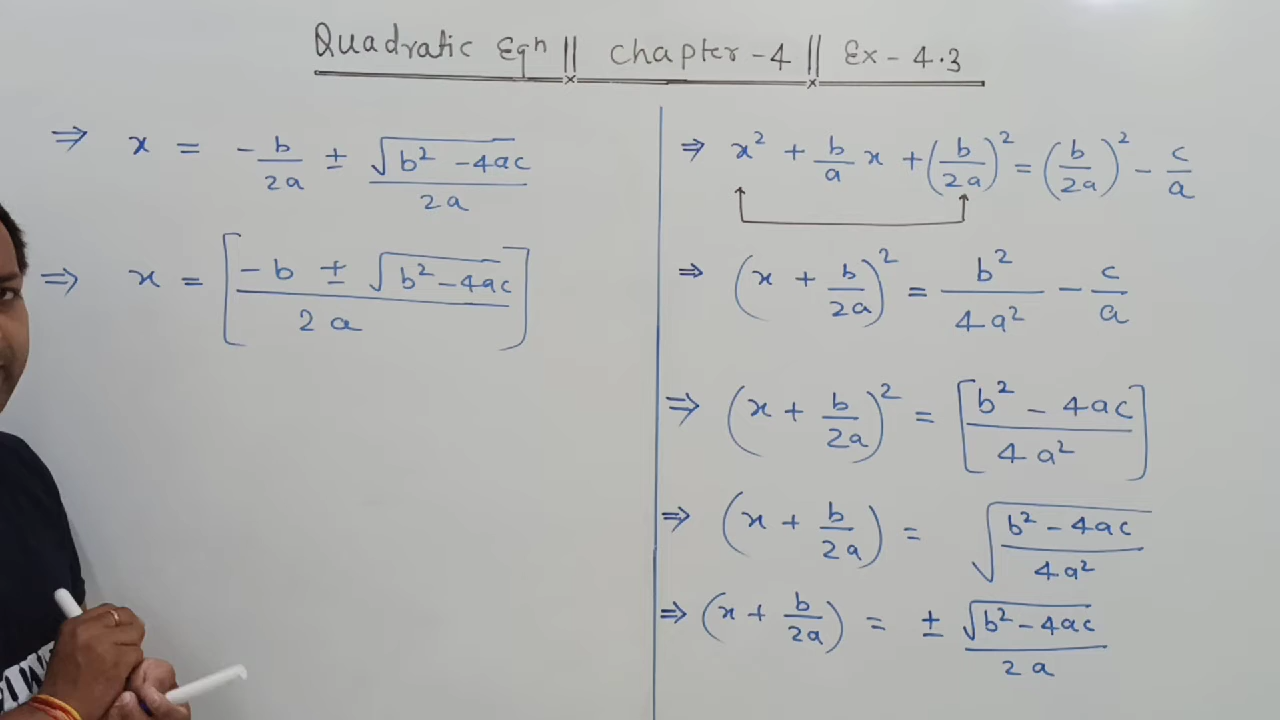 Quadratic Eqⁿ || Chapter-4 || Ex-4.3
⇒ x² + b/a x + (b/2a)² = (b/2a)² - c/a
⇒ (x + b/2a)² = b²/4a² - c/a
⇒ (x + b/2a)² = [b² - 4ac/4a²]
⇒ (x + b/2a) = √(b² - 4ac/4a²)
⇒ (x + b/2a) = ± √(b² - 4ac)/2a
⇒ x = -b/2a ± √(b² - 4ac)/2a
⇒ x = [-b ± √(b² - 4ac)/2a]